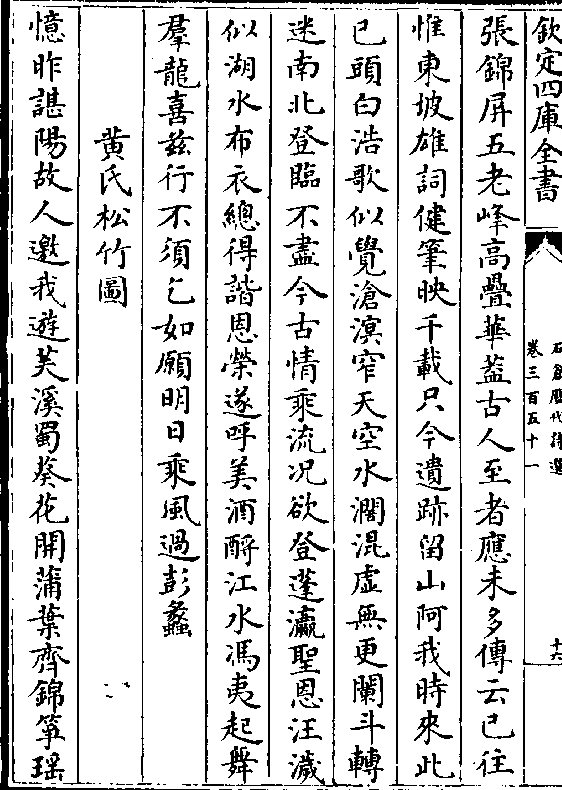 欽定四庫全書
石倉歷代詩選
卷三百五十一
十六
張錦屏五老峰高疊華葢古人至者應未多傳云已往
惟東坡雄詞健筆映千載只今遺跡留山阿我時來此
已頭白浩歌似覺滄溟窄天空水濶混虛無更闌斗轉
迷南北登臨不盡今古情乘流况欲登蓬瀛聖恩汪濊
似湖水布衣總得諧恩榮遂呼美酒酹江水馮夷起舞
羣龍喜兹行不須乞如願明日乘風過彭蠡
黄氏松竹圖
憶昨諶陽故人邀我遊芙溪蜀葵花開蒲葉齊錦箏瑶